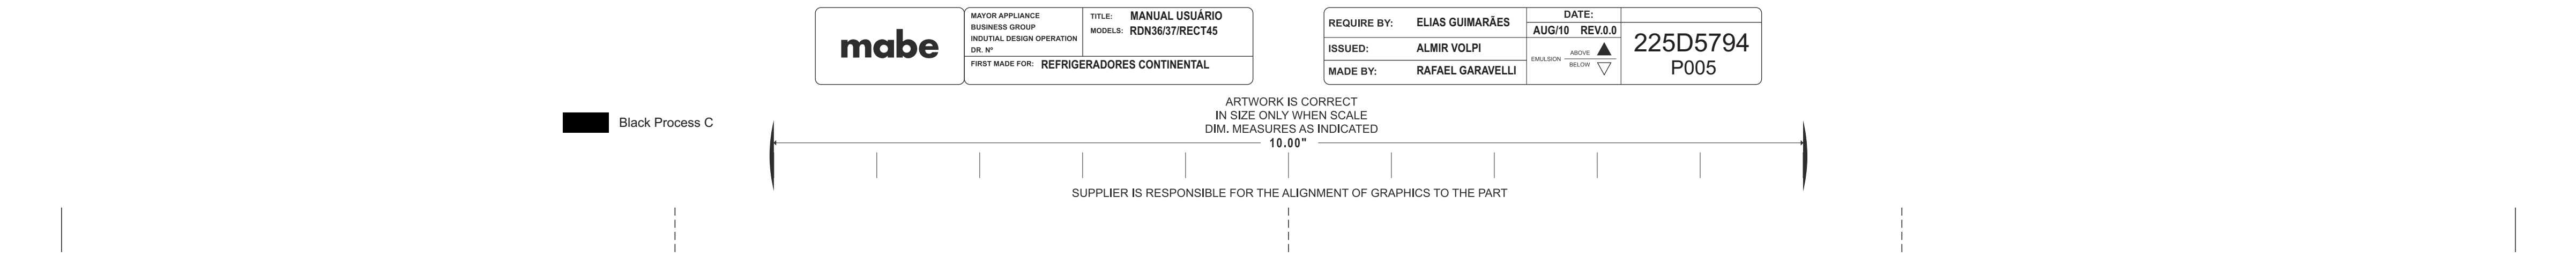 mabe
MAYOR APPLIANCE
BUSINESS GROUP
INDUTIAL DESIGN OPERATION
DR. Nº
TITLE: MANUAL USUÁRIO
MODELS: RDN36/37/RECT45
FIRST MADE FOR: REFRIGERADORES CONTINENTAL
REQUIRE BY: ELIAS GUIMARÃES
ISSUED: ALMIR VOLPI
MADE BY: RAFAEL GARAVELLI
DATE:
AUG/10 REV.0.0
EMULSION
ABOVE
BELOW
225D5794
P005
Black Process C
ARTWORK IS CORRECT
IN SIZE ONLY WHEN SCALE
DIM. MEASURES AS INDICATED
10.00"
SUPPLIER IS RESPONSIBLE FOR THE ALIGNMENT OF GRAPHICS TO THE PART